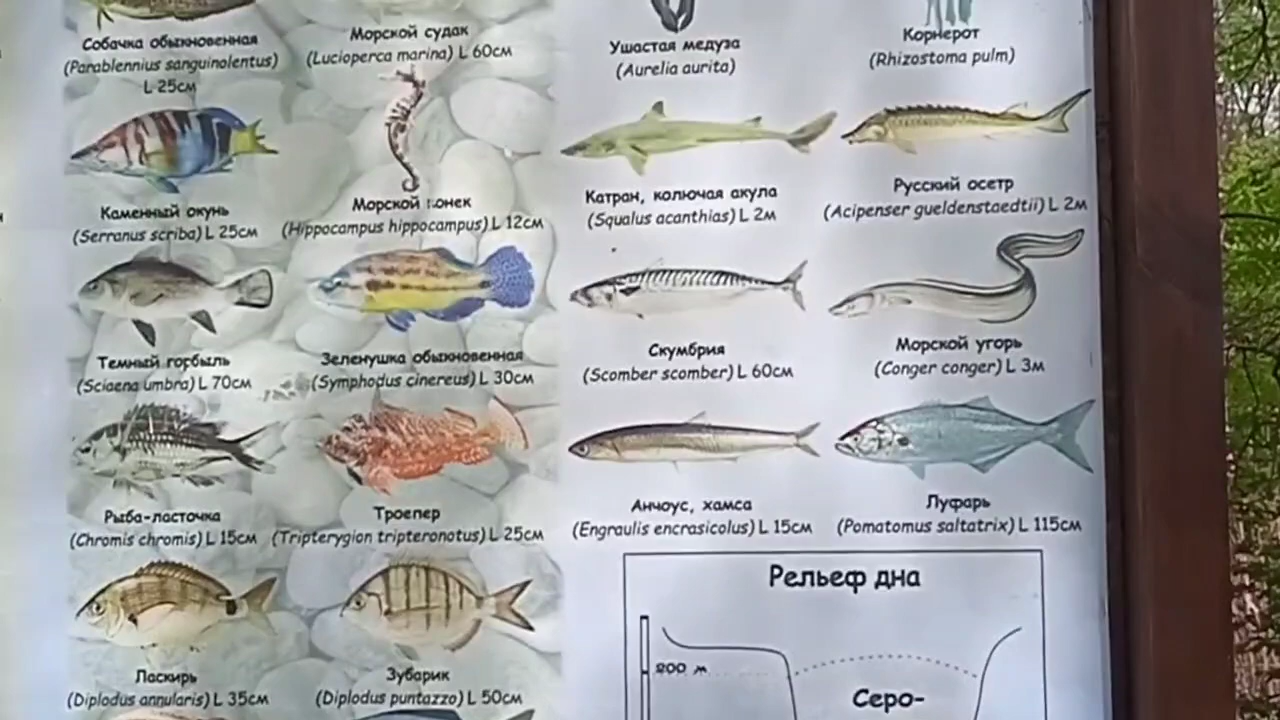 Собачка обыкновенная
(Parablennius sanguinolentus)
L 25см
Морской судак
(Lucioperca marina) L 60см
Ушастая медуза
(Aurelia aurita)
Корнерот
(Rhizostoma pulm)
Каменный окунь
(Serranus scriba) L 25см
Морской конек
(Hippocampus hippocampus) L 12см
Катран, колючая акула
(Squalus acanthias) L 2м
Русский осетр
(Acipenser gueldenstaedtii) L 2м
Темный горбыль
(Sciaena umbra) L 70см
Зеленушка обыкновенная
(Symphodus cinereus) L 30см
Скумбрия
(Scomber scomber) L 60см
Морской угорь
(Conger conger) L 3м
Рыба-ласточка
(Chromis chromis) L 15см
Троепер
(Tripterygion tripteronotus) L 25см
Анчоус, хамса
(Engraulis encrasicolus) L 15см
Луфарь
(Pomatomus saltatrix) L 115см
Ласкирь
(Diplodus annularis) L 35см
Зубарик
(Diplodus puntazzo) L 50см
Рельеф дна
200 м
Серо-